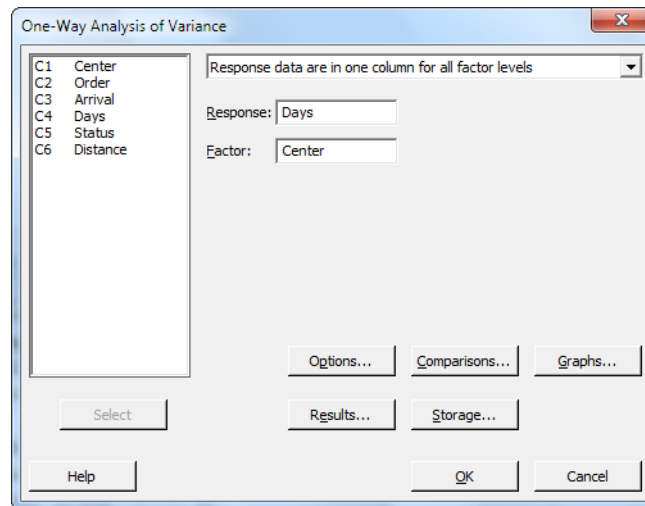 One-Way Analysis of Variance
C1 Center
C2 Order
C3 Arrival
C4 Days
C5 Status
C6 Distance
Response data are in one column for all factor levels
Response: Days
Factor: Center
Options... Comparisons... Graphs...
Select Results... Storage...
Help OK Cancel